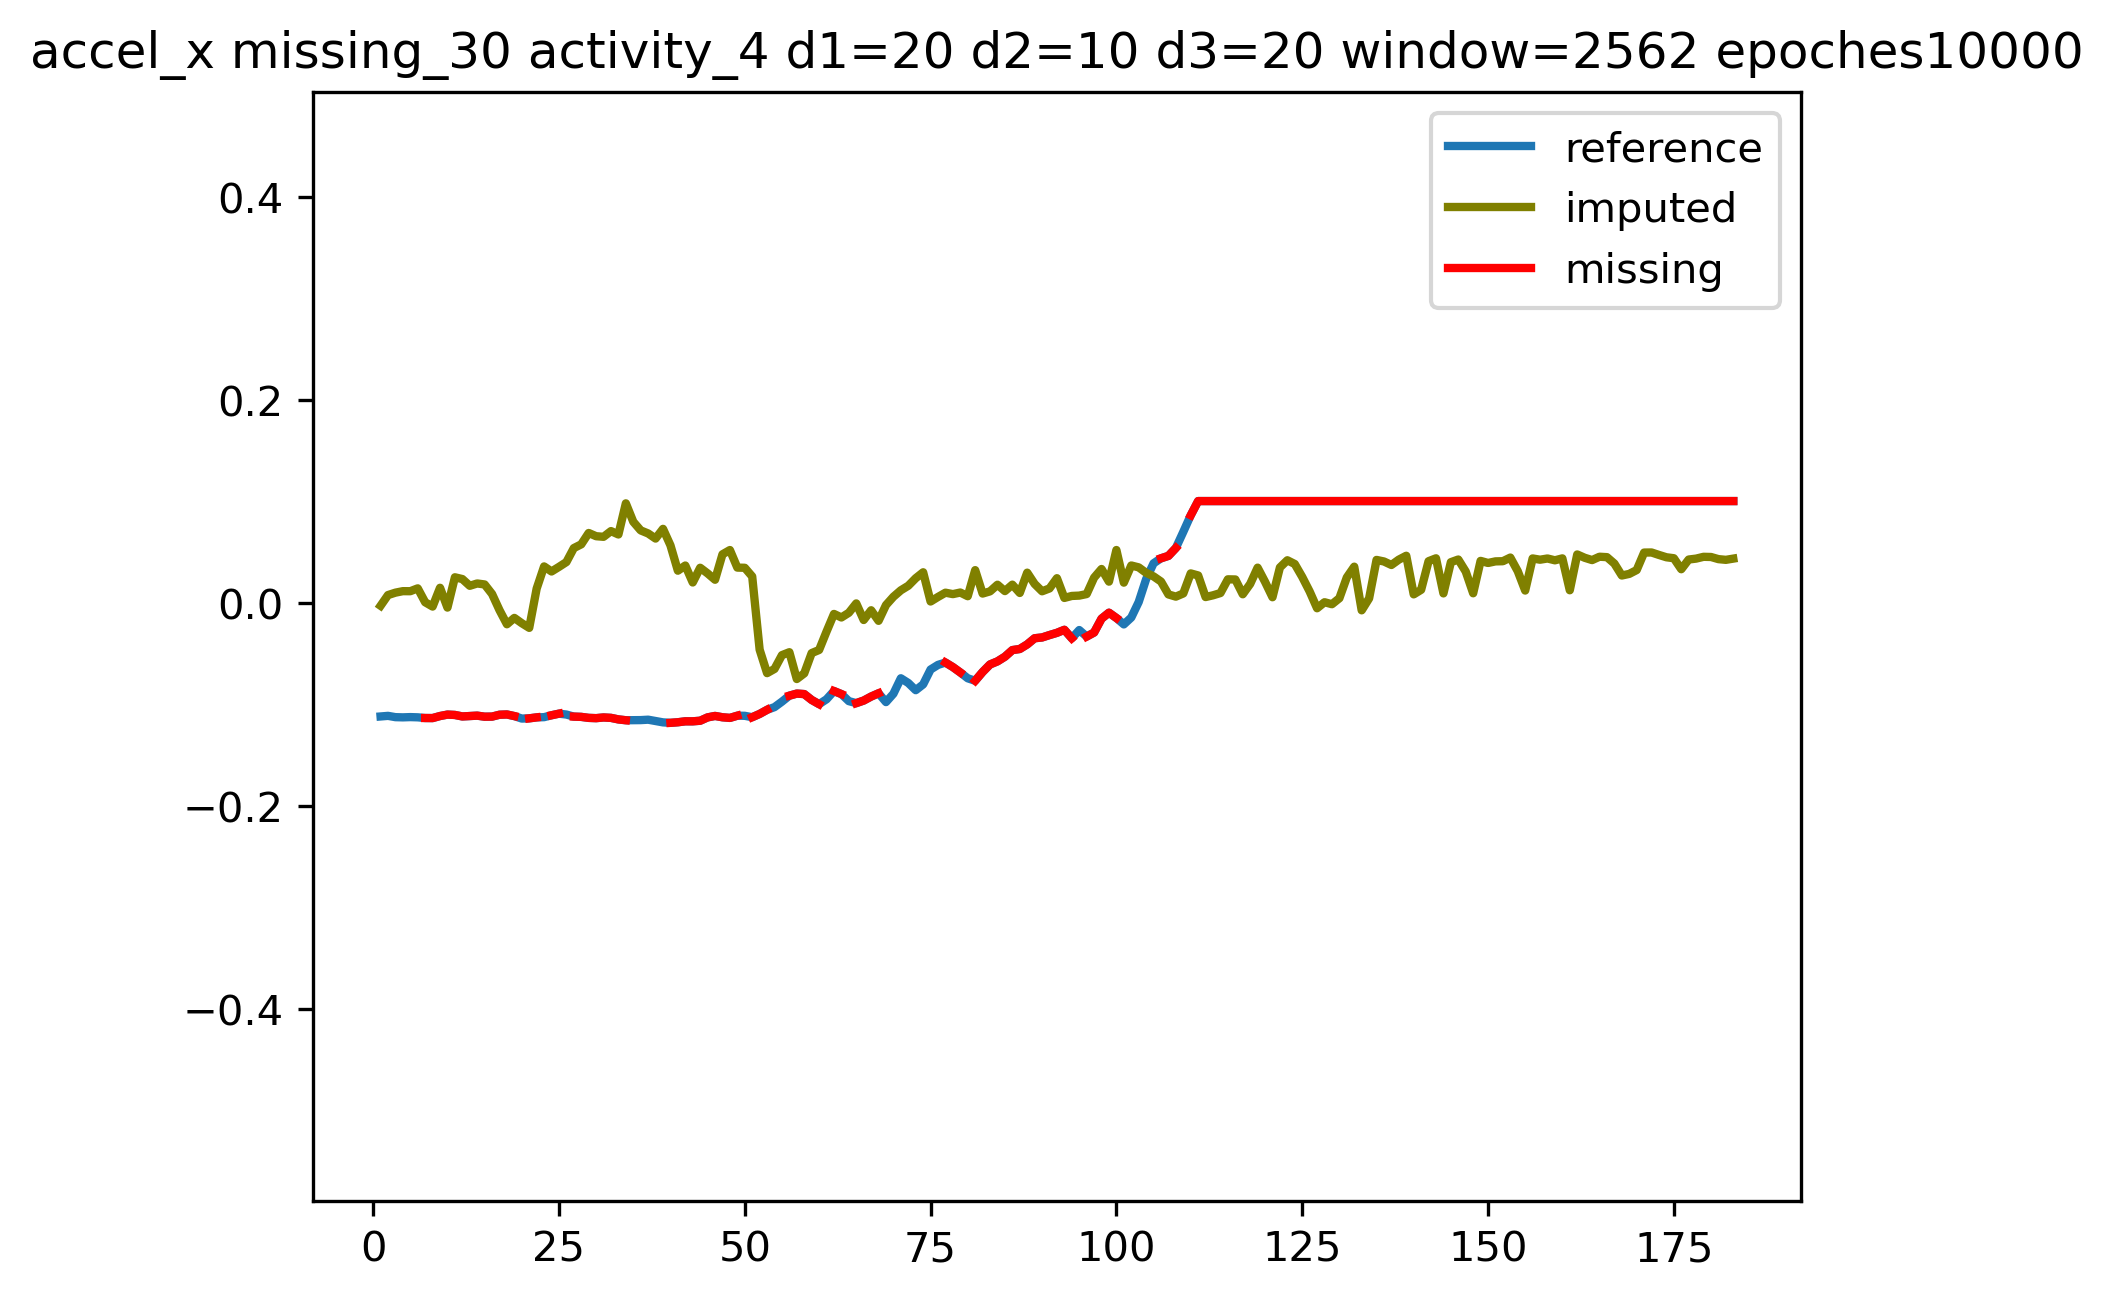 accel_x missing_30 activity_4 d1=20 d2=10 d3=20 window=2562 epoches10000
reference
imputed
missing
0.4
0.2
0.0
−0.2
−0.4
0 25 50 75 100 125 150 175